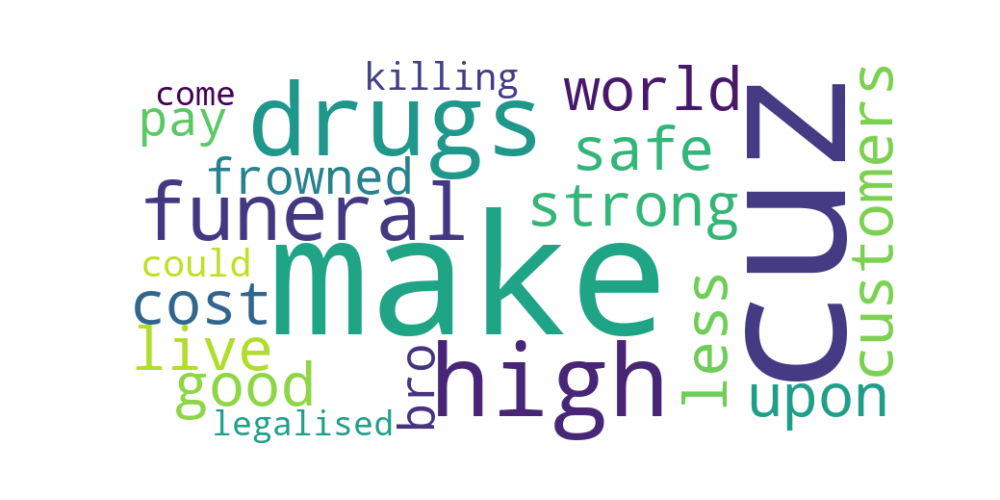 killing
come
pay
drugs
world
cuz
customers
safe
frowned
funeral
strong
make
could
cost
less
live
good
bro
high
upon
legalised